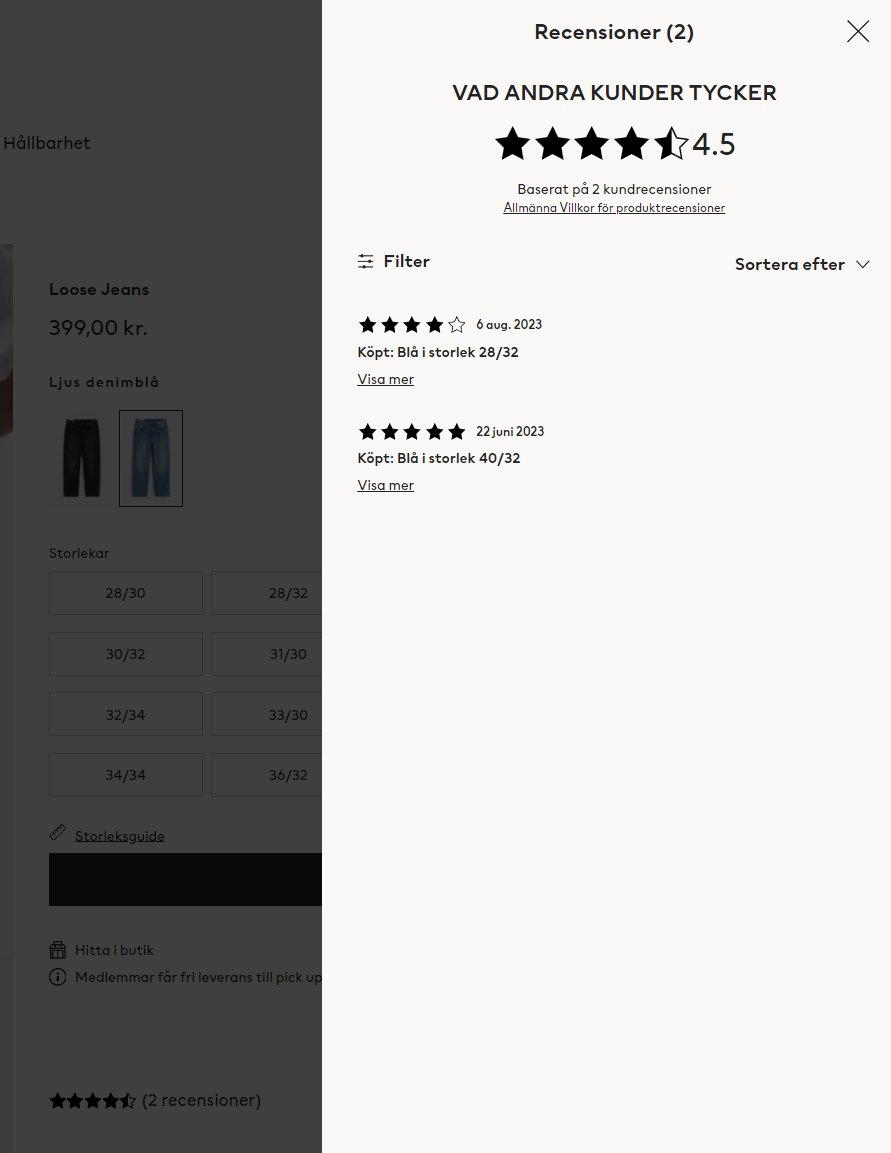 Hållbarhet
Loose Jeans
399,00 kr.
Ljus denimblå
Storlekar
28/30
28/32
30/32
31/30
32/34
33/30
34/34
36/32
Storleksguide
Hitta i butik
Medlemmar får fri leverans till pick up
(2 recensioner)
Recensioner (2)
VAD ANDRA KUNDER TYCKER
4.5
Baserat på 2 kundrecensioner
Allmänna Villkor för produktrecensioner
Filter
Sortera efter
6 aug. 2023
Köpt: Blå i storlek 28/32
Visa mer
22 juni 2023
Köpt: Blå i storlek 40/32
Visa mer